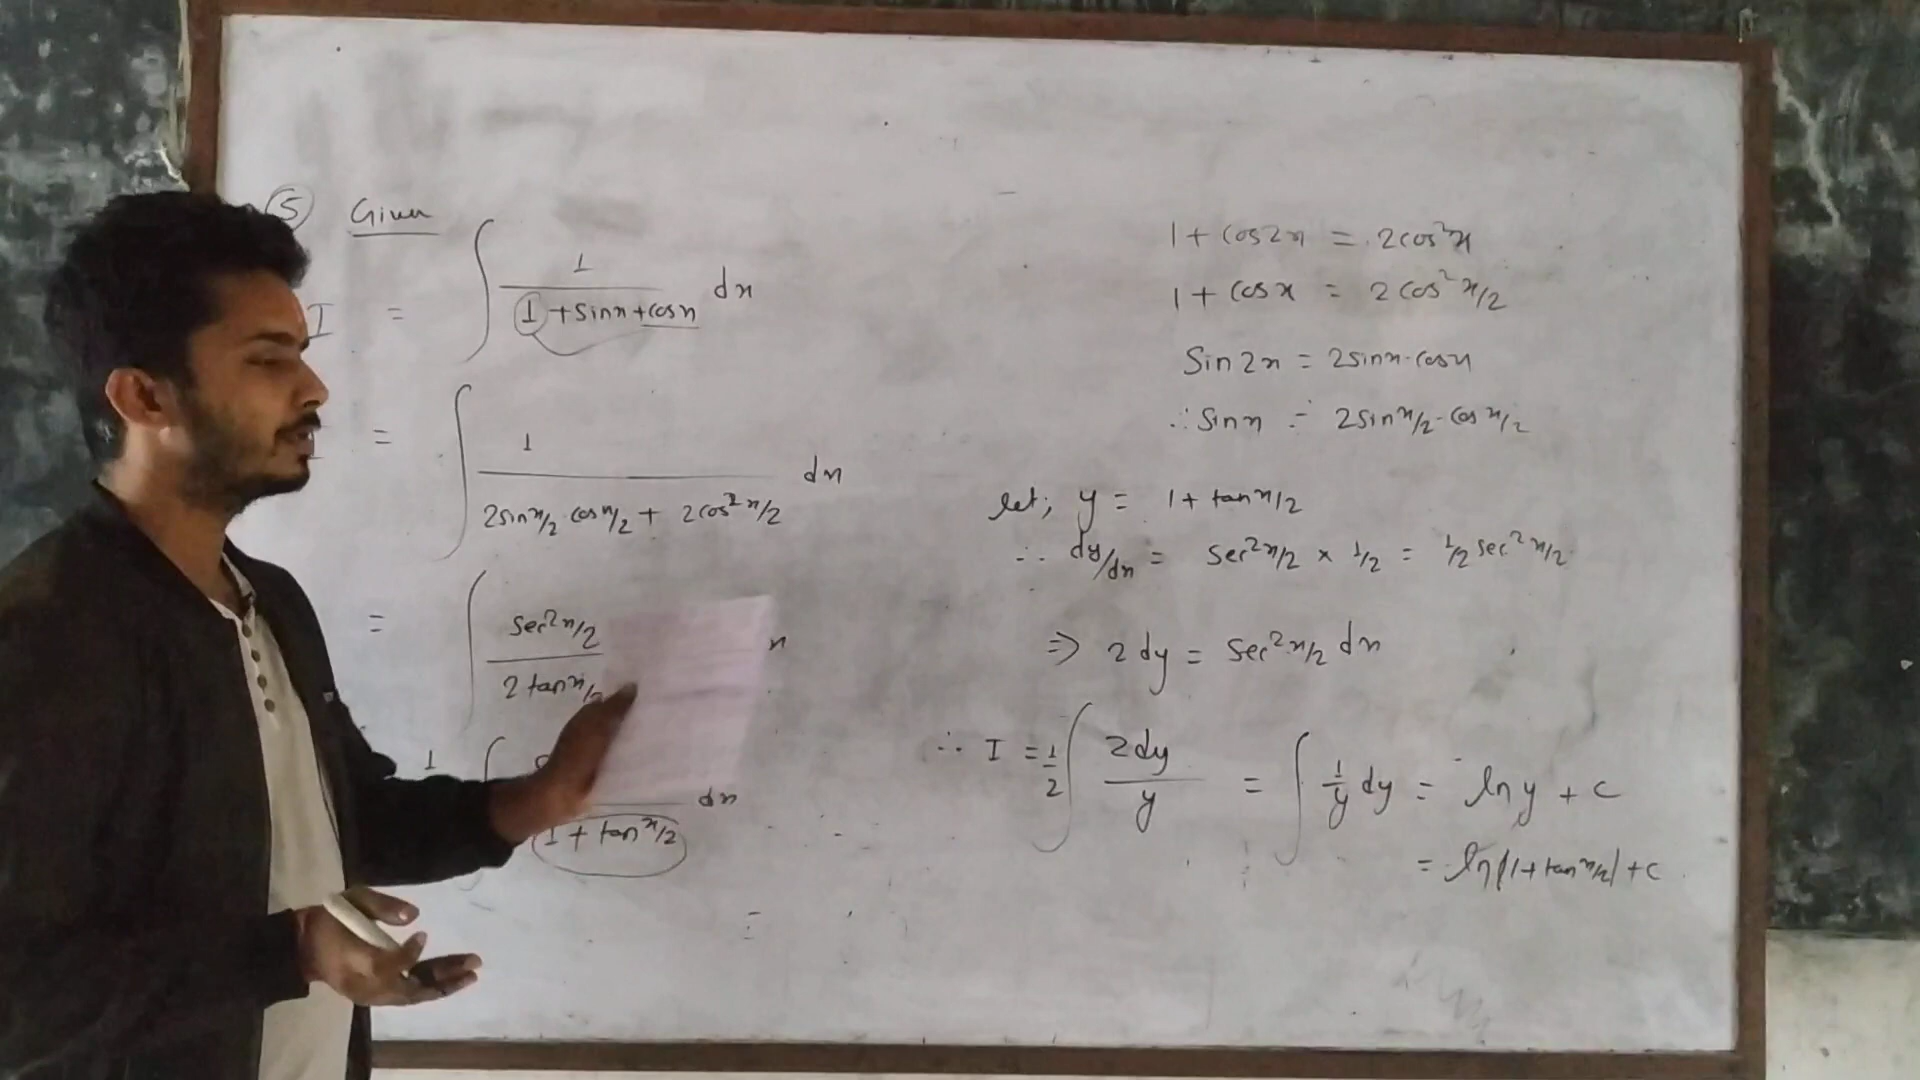 ⑤ Given
I = ∫ 1/(1 + sinx + cosx) dx
= ∫ 1/(2sinx/2 cosx/2 + 2cos²x/2) dx
= ∫ sec²x/2 / 2tanx/2 x
1 ∫ / (1 + tanx/2) dx
=
1 + cos2x = 2cos²x
1 + cosx = 2cos²x/2
Sin2x = 2sinx·cosx
∴ Sinx = 2sinx/2·cosx/2
let; y = 1 + tanx/2
∴ dy/dx = sec²x/2 × 1/2 = 1/2 sec²x/2
⇒ 2dy = sec²x/2 dx
∴ I = 1/2 ∫ 2dy/y = ∫ 1/y dy = lny + c
= ln|1+tanx/2| + c